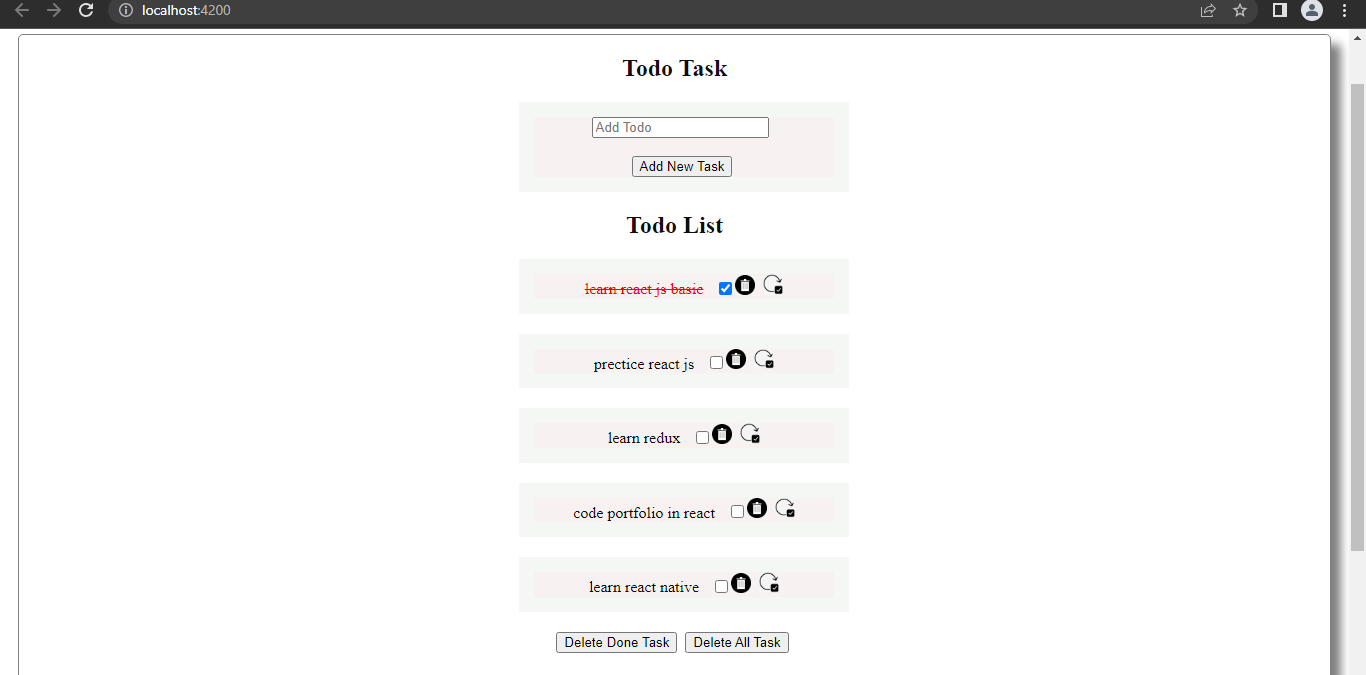 localhost:4200
Todo Task
Add Todo
Add New Task
Todo List
learn react js basic
prectice react js
learn redux
code portfolio in react
learn react native
Delete Done Task Delete All Task